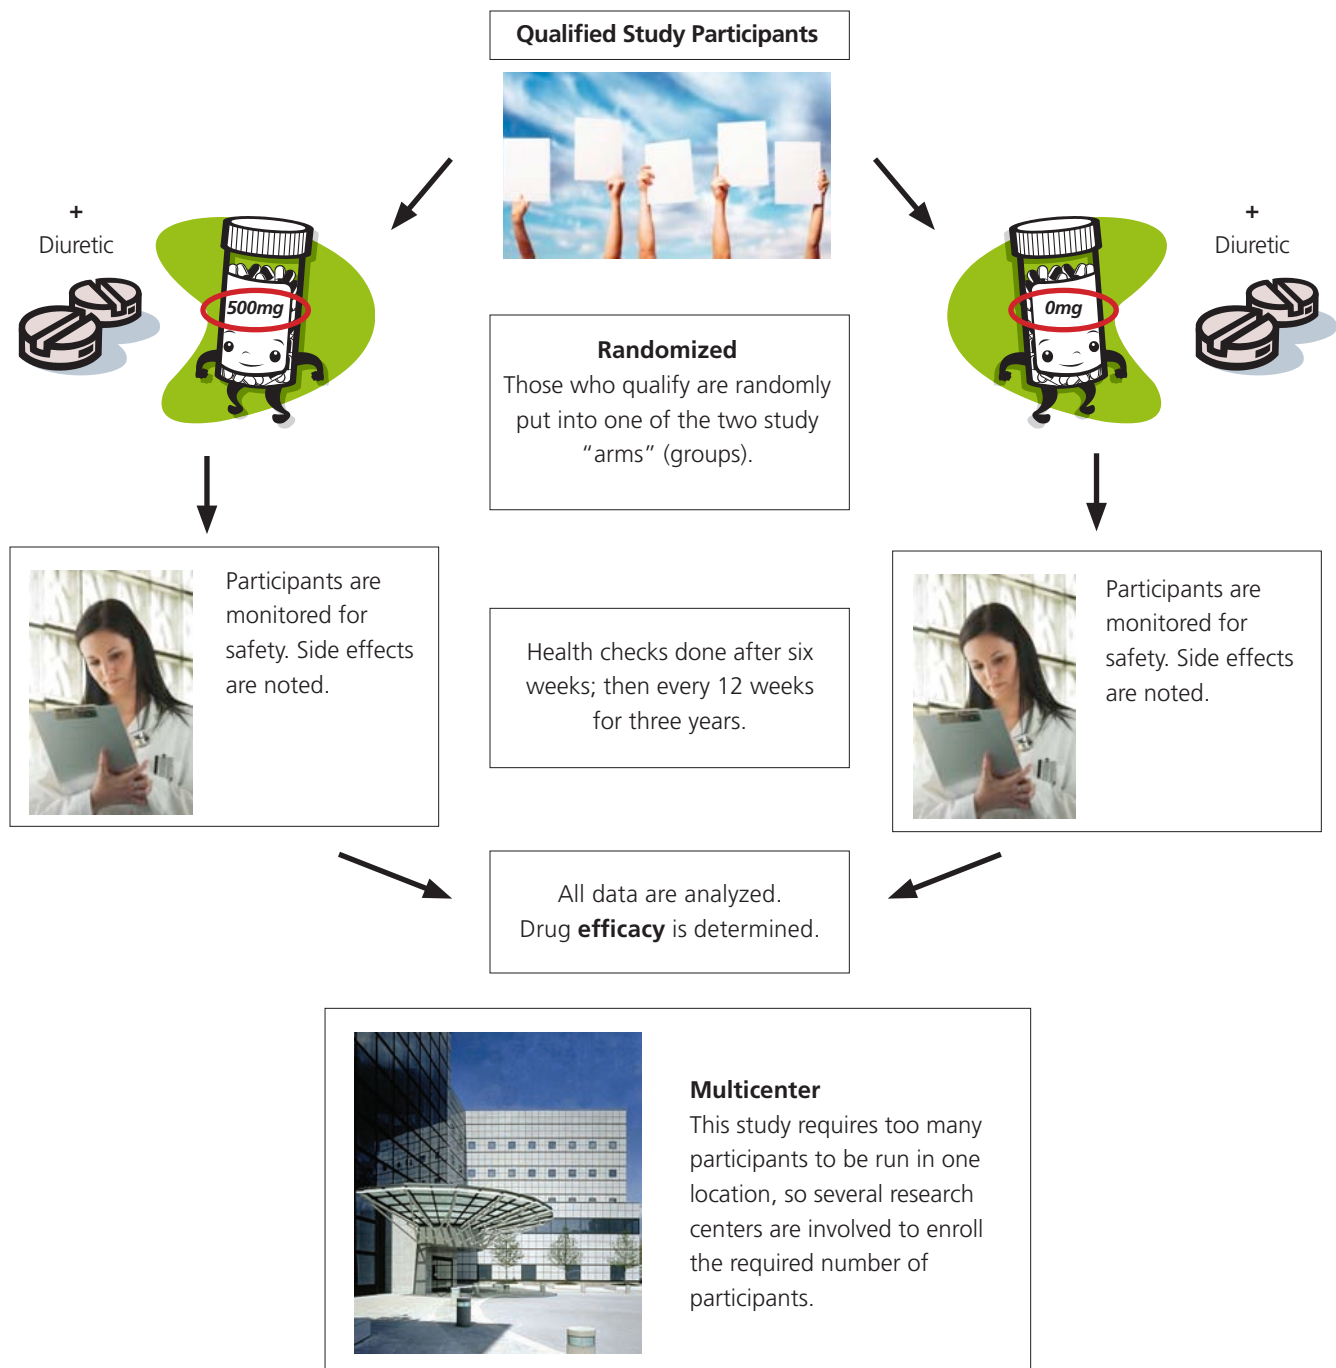 Qualified Study Participants
+
Diuretic
500mg
+
Diuretic
0mg
Randomized
Those who qualify are randomly
put into one of the two study
“arms” (groups).
Participants are
monitored for
safety. Side effects
are noted.
Health checks done after six
weeks; then every 12 weeks
for three years.
Participants are
monitored for
safety. Side effects
are noted.
All data are analyzed.
Drug efficacy is determined.
Multicenter
This study requires too many
participants to be run in one
location, so several research
centers are involved to enroll
the required number of
participants.